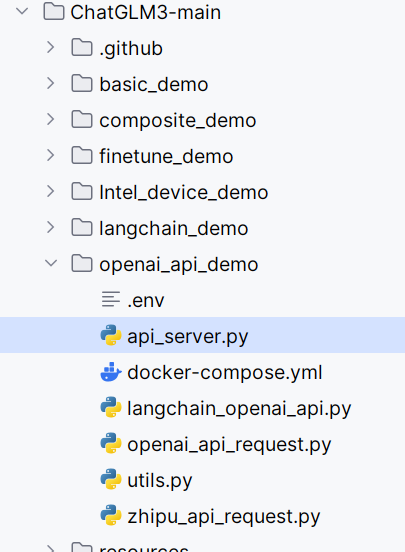 ChatGLM3-main
.github
basic_demo
composite_demo
finetune_demo
Intel_device_demo
langchain_demo
openai_api_demo
.env
api_server.py
docker-compose.yml
langchain_openai_api.py
openai_api_request.py
utils.py
zhipu_api_request.py
resources